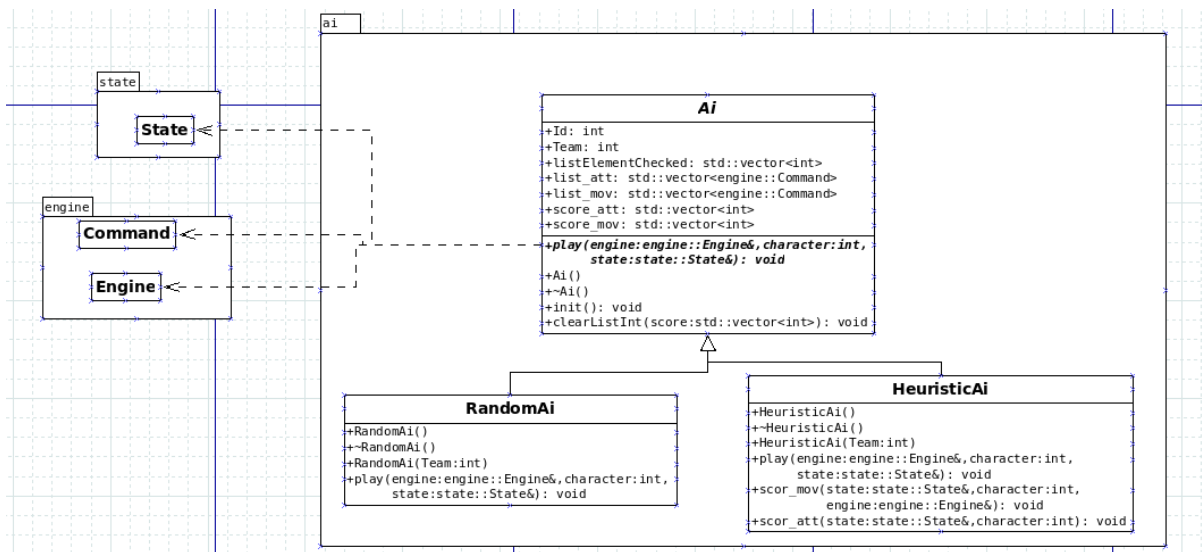 ai
state
State
engine
Command
Engine
Ai
+Id: int
+Team: int
+listElementChecked: std::vector<int>
+list_att: std::vector<engine::Command>
+list_mov: std::vector<engine::Command>
+score_att: std::vector<int>
+score_mov: std::vector<int>
+play(engine:engine::Engine&,character:int,
state:state::State&): void
+Ai()
+~Ai()
+init(): void
+clearListInt(score:std::vector<int>): void
RandomAi
+RandomAi()
+~RandomAi()
+RandomAi(Team:int)
+play(engine:engine::Engine&,character:int,
state:state::State&): void
HeuristicAi
+HeuristicAi()
+~HeuristicAi()
+HeuristicAi(Team:int)
+play(engine:engine::Engine&,character:int,
state:state::State&): void
+scor_mov(state:state::State&,character:int,
engine:engine::Engine&): void
+scor_att(state:state::State&,character:int): void